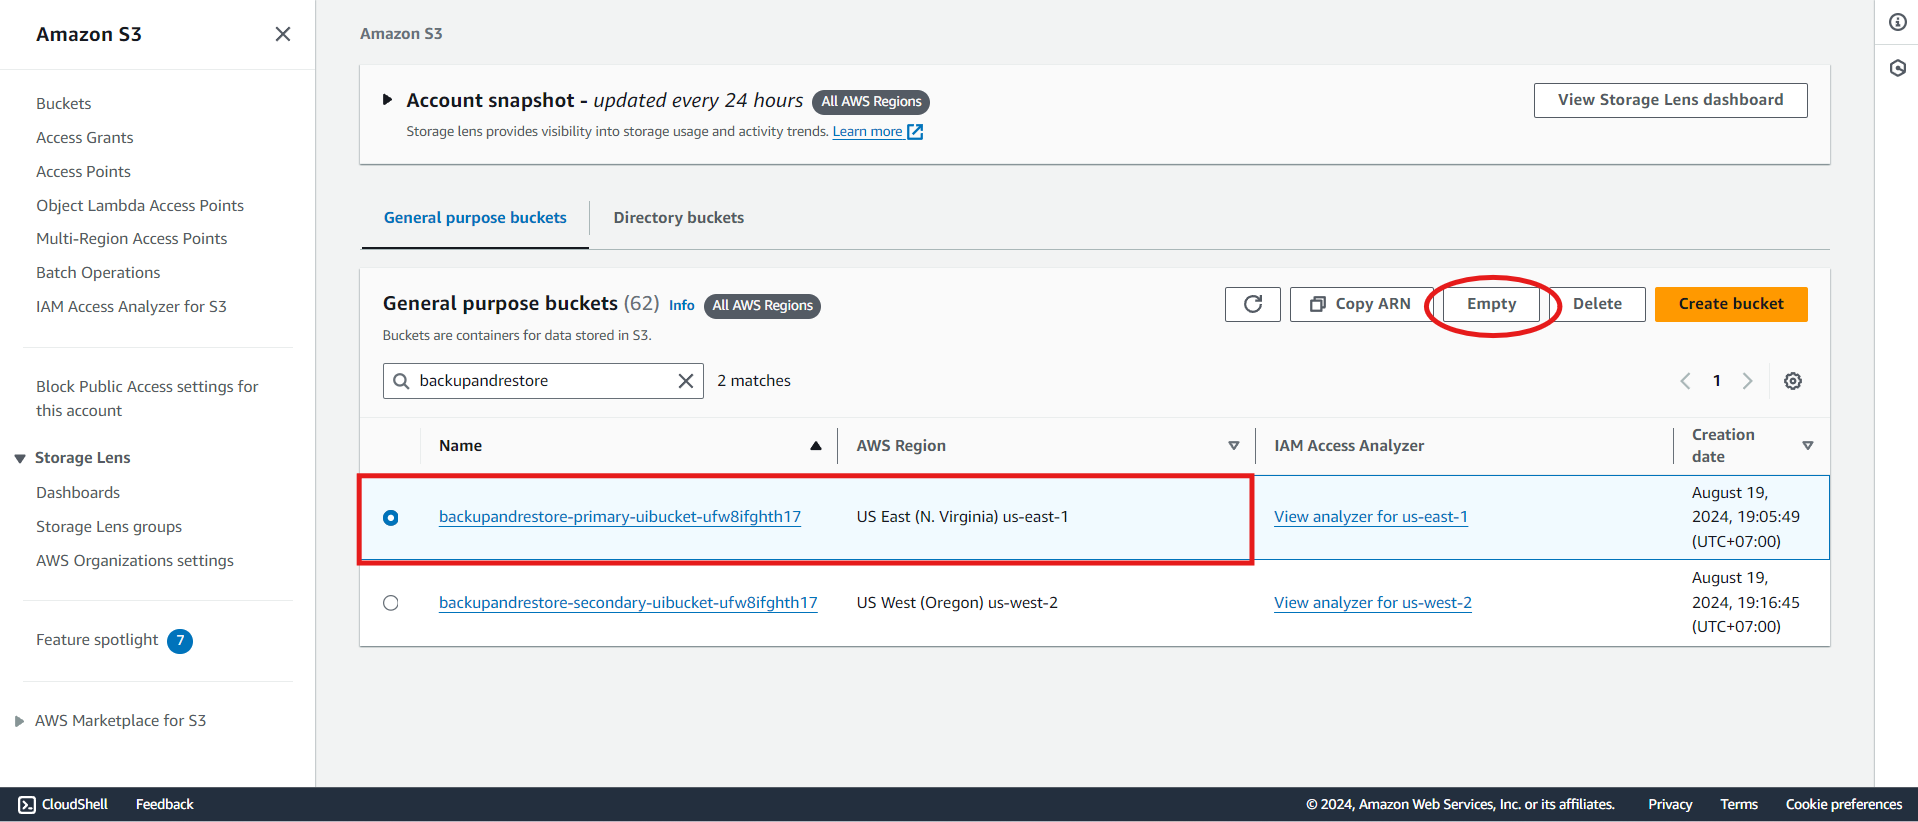 Amazon S3
Buckets
Access Grants
Access Points
Object Lambda Access Points
Multi-Region Access Points
Batch Operations
IAM Access Analyzer for S3
Block Public Access settings for
this account
Storage Lens
Dashboards
Storage Lens groups
AWS Organizations settings
Feature spotlight 7
AWS Marketplace for S3
Amazon S3
Account snapshot - updated every 24 hours All AWS Regions
View Storage Lens dashboard
Storage lens provides visibility into storage usage and activity trends. Learn more
General purpose buckets Directory buckets
General purpose buckets (62) Info All AWS Regions
Copy ARN Empty Delete Create bucket
Buckets are containers for data stored in S3.
backupandrestore 2 matches
1
Name AWS Region IAM Access Analyzer Creation
date
backupandrestore-primary-uibucket-ufw8ifghth17 US East (N. Virginia) us-east-1 View analyzer for us-east-1 August 19,
2024, 19:05:49
(UTC+07:00)
backupandrestore-secondary-uibucket-ufw8ifghth17 US West (Oregon) us-west-2 View analyzer for us-west-2 August 19,
2024, 19:16:45
(UTC+07:00)
CloudShell Feedback © 2024, Amazon Web Services, Inc. or its affiliates. Privacy Terms Cookie preferences